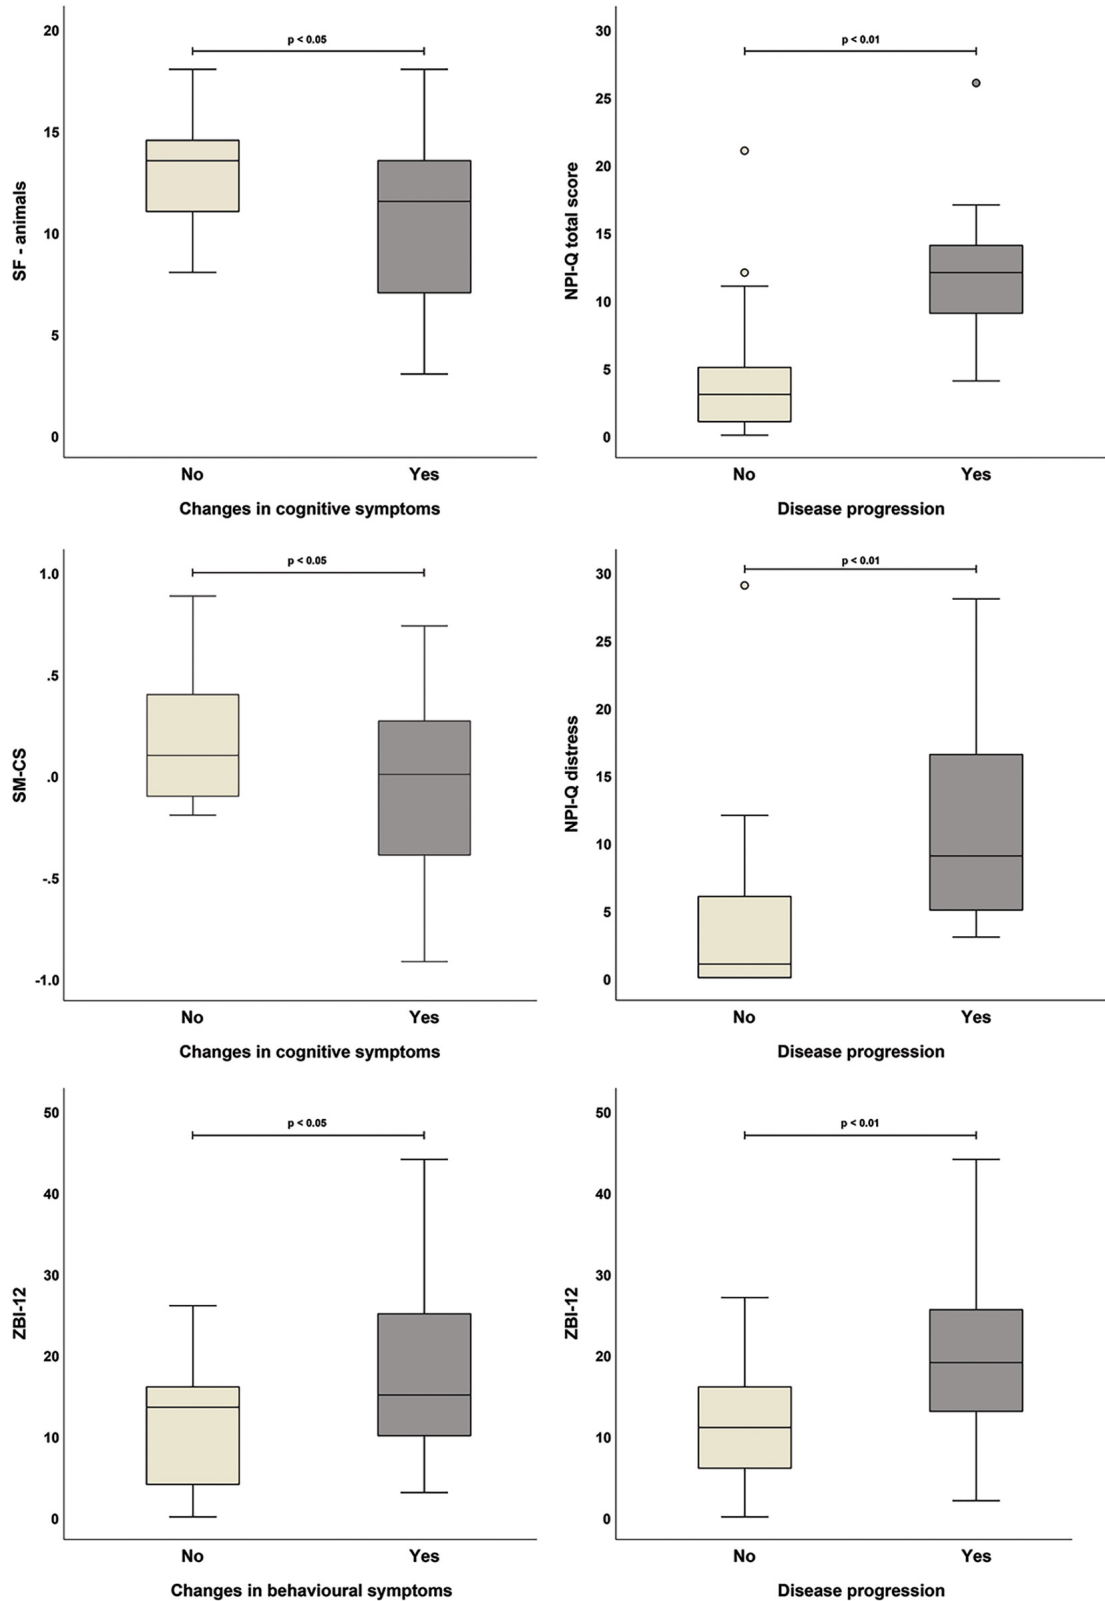 20
15
10
5
0
SF - animals
p < 0.05
No
Yes
Changes in cognitive symptoms
30
25
20
15
10
5
0
NPI-Q total score
p < 0.01
No
Yes
Disease progression
1.0
.5
.0
-.5
-1.0
SM-CS
p < 0.05
No
Yes
Changes in cognitive symptoms
30
25
20
15
10
5
0
NPI-Q distress
p < 0.01
No
Yes
Disease progression
50
40
30
20
10
0
ZBI-12
p < 0.05
No
Yes
Changes in behavioural symptoms
50
40
30
20
10
0
ZBI-12
p < 0.01
No
Yes
Disease progression